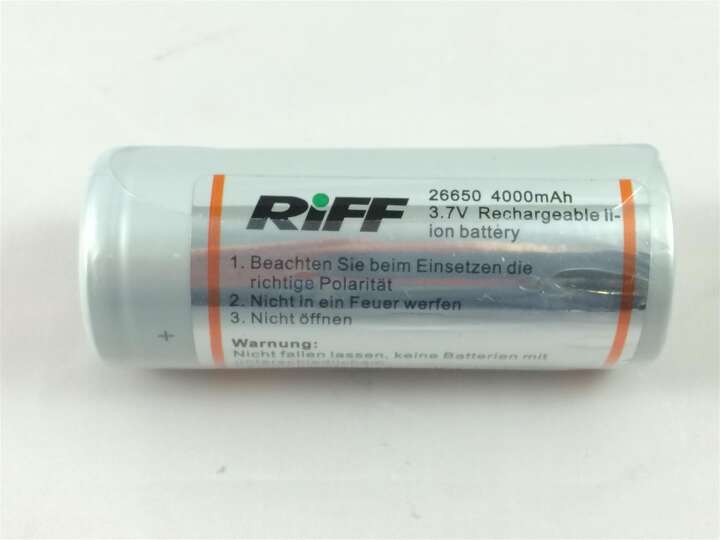 RiFF
26650 4000mAh
3.7V Rechargeable li-
ion battery
1. Beachten Sie beim Einsetzen die
richtige Polarität
2. Nicht in ein Feuer werfen
3. Nicht öffnen
Warnung:
Nicht fallen lassen, keine Batterien mit
+